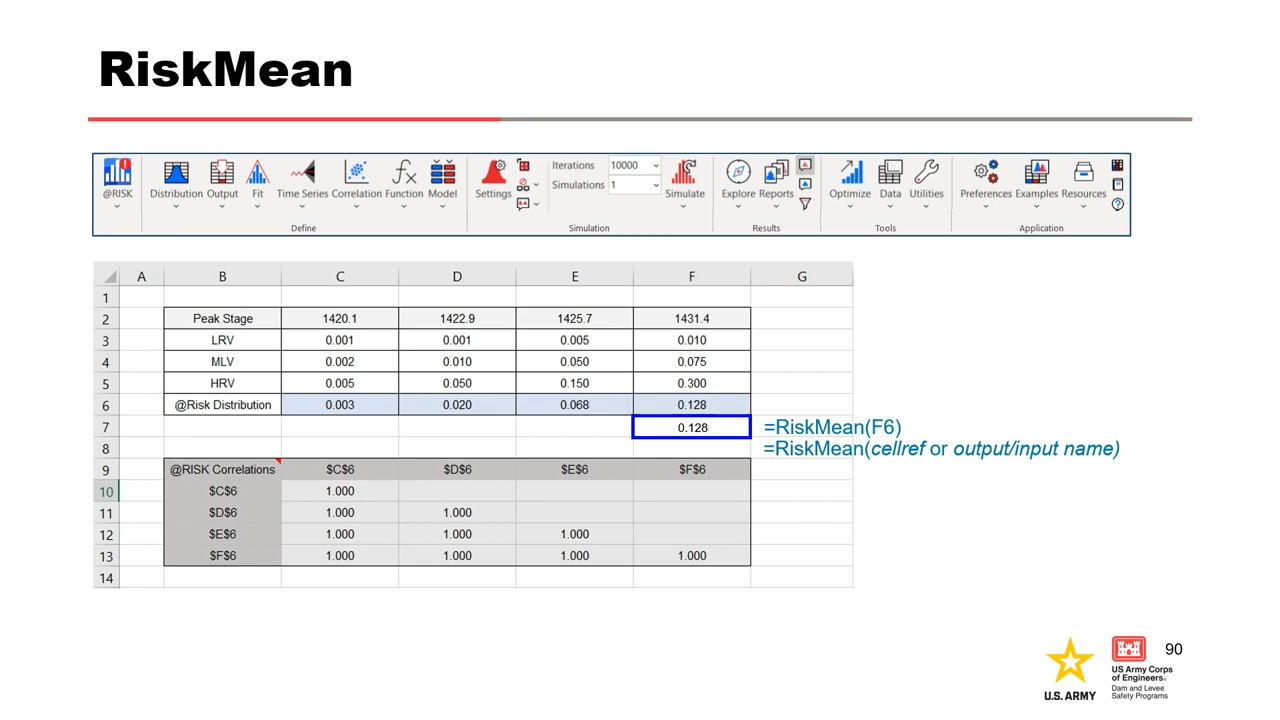 RiskMean
@RISK
Distribution Output Fit Time Series Correlation Function Model
Define
Settings
Iterations 10000
Simulations 1
Simulate
Simulation
Explore Reports
Results
Optimize Data Utilities
Tools
Preferences Examples Resources
Application
A B C D E F G
1
2 Peak Stage 1420.1 1422.9 1425.7 1431.4
3 LRV 0.001 0.001 0.005 0.010
4 MLV 0.002 0.010 0.050 0.075
5 HRV 0.005 0.050 0.150 0.300
6 @Risk Distribution 0.003 0.020 0.068 0.128
7 0.128 =RiskMean(F6)
8 =RiskMean(cellref or output/input name)
9 @RISK Correlations $C$6 $D$6 $E$6 $F$6
10 $C$6 1.000
11 $D$6 1.000 1.000
12 $E$6 1.000 1.000 1.000
13 $F$6 1.000 1.000 1.000 1.000
14
U.S. ARMY
US Army Corps
of Engineers®
Dam and Levee
Safety Programs
90